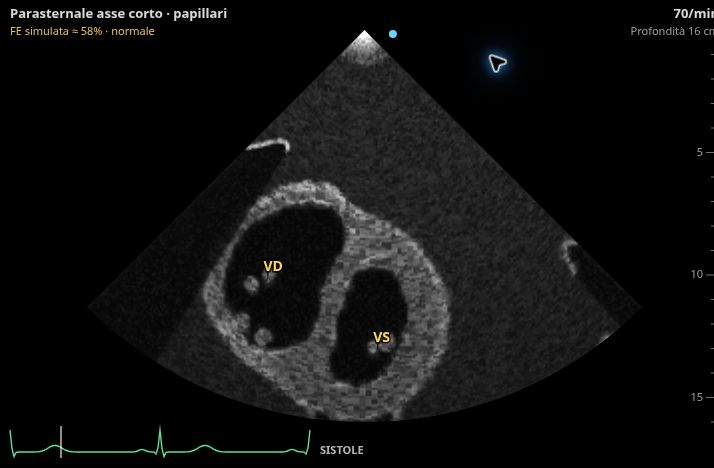 Parasternale asse corto · papillari
FE simulata ≈ 58% · normale
70/min
Profondità 16 cm
5
10
15
VD
VS
SISTOLE